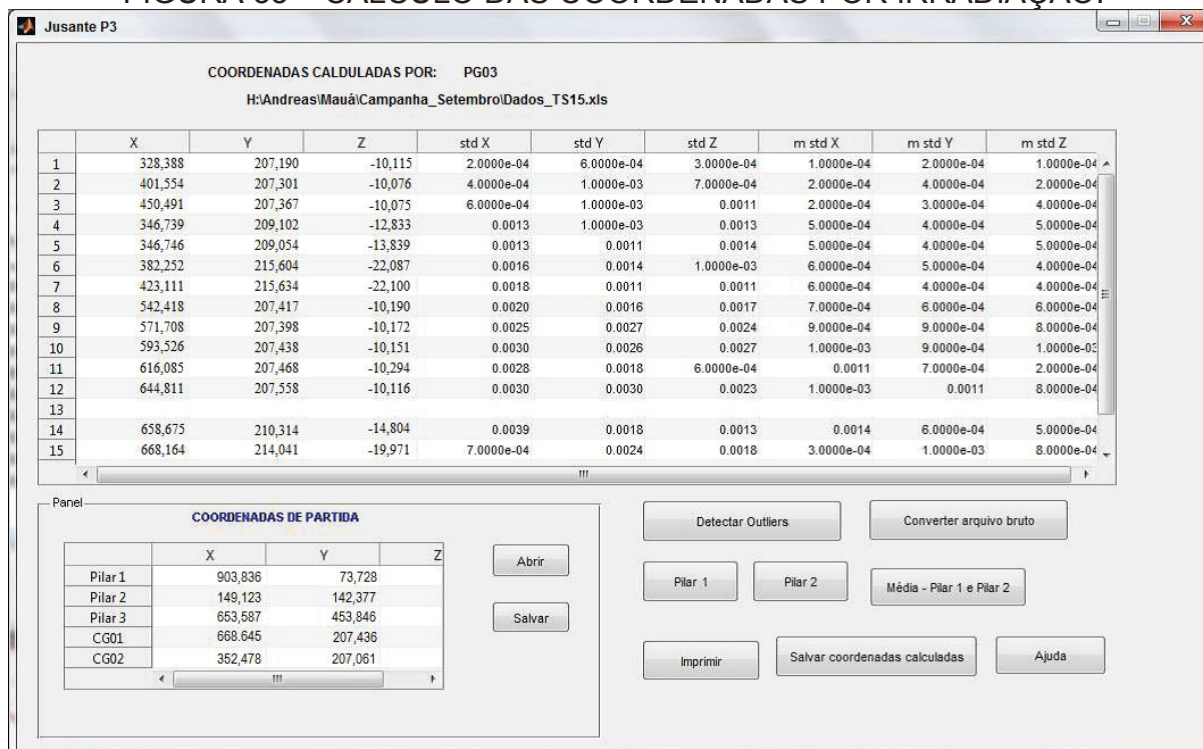 Jusante P3
COORDENADAS CALDULADAS POR: PG03
H:\Andreas\Mauá\Campanha_Setembro\Dados_TS15.xls
X Y Z std X std Y std Z m std X m std Y m std Z
1 328,388 207,190 -10,115 2.0000e-04 6.0000e-04 3.0000e-04 1.0000e-04 2.0000e-04 1.0000e-04
2 401,554 207,301 -10,076 4.0000e-04 1.0000e-03 7.0000e-04 2.0000e-04 4.0000e-04 2.0000e-04
3 450,491 207,367 -10,075 6.0000e-04 1.0000e-03 0.0011 2.0000e-04 3.0000e-04 4.0000e-04
4 346,739 209,102 -12,833 0.0013 1.0000e-03 0.0013 5.0000e-04 4.0000e-04 5.0000e-04
5 346,746 209,054 -13,839 0.0013 0.0011 0.0014 5.0000e-04 4.0000e-04 5.0000e-04
6 382,252 215,604 -22,087 0.0016 0.0014 1.0000e-03 6.0000e-04 5.0000e-04 4.0000e-04
7 423,111 215,634 -22,100 0.0018 0.0011 0.0011 6.0000e-04 4.0000e-04 4.0000e-04
8 542,418 207,417 -10,190 0.0020 0.0016 0.0017 7.0000e-04 6.0000e-04 6.0000e-04
9 571,708 207,398 -10,172 0.0025 0.0027 0.0024 9.0000e-04 9.0000e-04 8.0000e-04
10 593,526 207,438 -10,151 0.0030 0.0026 0.0027 1.0000e-03 9.0000e-04 1.0000e-03
11 616,085 207,468 -10,294 0.0028 0.0018 6.0000e-04 0.0011 7.0000e-04 2.0000e-04
12 644,811 207,558 -10,116 0.0030 0.0030 0.0023 1.0000e-03 0.0011 8.0000e-04
13
14 658,675 210,314 -14,804 0.0039 0.0018 0.0013 0.0014 6.0000e-04 5.0000e-04
15 668,164 214,041 -19,971 7.0000e-04 0.0024 0.0018 3.0000e-04 1.0000e-03 8.0000e-04
Panel
COORDENADAS DE PARTIDA
X Y Z
Pilar 1 903,836 73,728
Pilar 2 149,123 142,377
Pilar 3 653,587 453,846
CG01 668.645 207,436
CG02 352,478 207,061
Abrir
Salvar
Detectar Outliers
Converter arquivo bruto
Pilar 1
Pilar 2
Média - Pilar 1 e Pilar 2
Imprimir
Salvar coordenadas calculadas
Ajuda